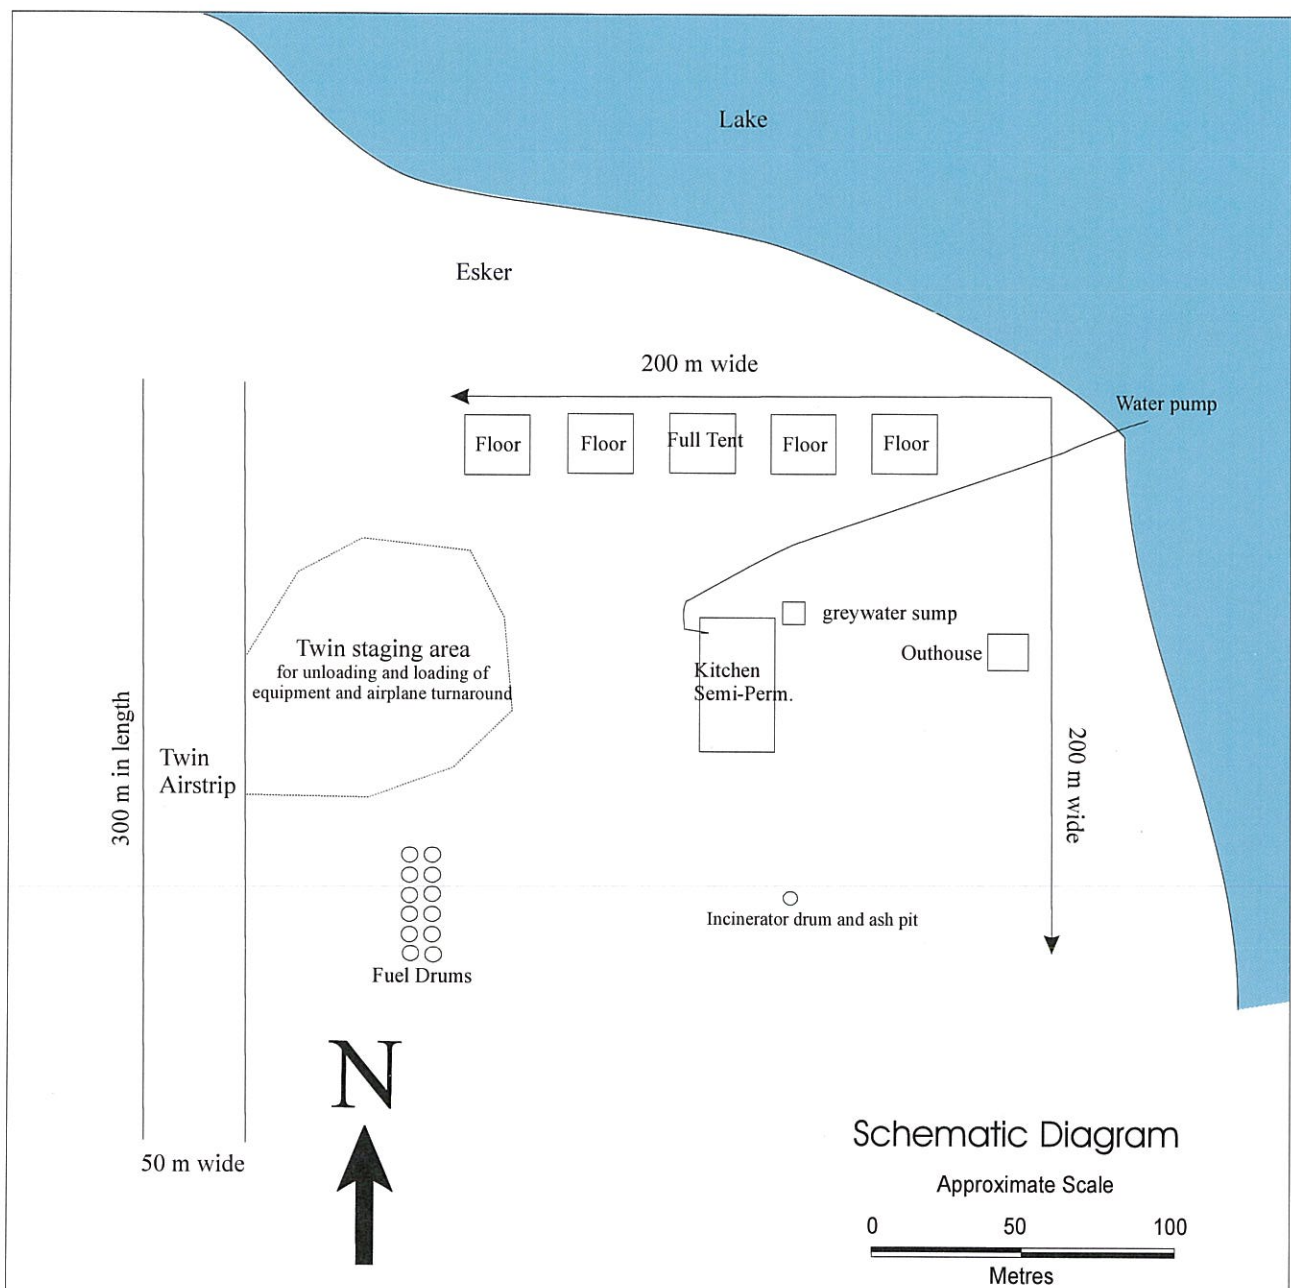 Lake
Esker
200 m wide
Water pump
Floor
Floor
Full Tent
Floor
Floor
greywater sump
Outhouse
Twin staging area
for unloading and loading of
equipment and airplane turnaround
Kitchen
Semi-Perm.
200 m wide
300 m in length
Twin
Airstrip
Incinerator drum and ash pit
Fuel Drums
N
50 m wide
Schematic Diagram
Approximate Scale
0 50 100
Metres